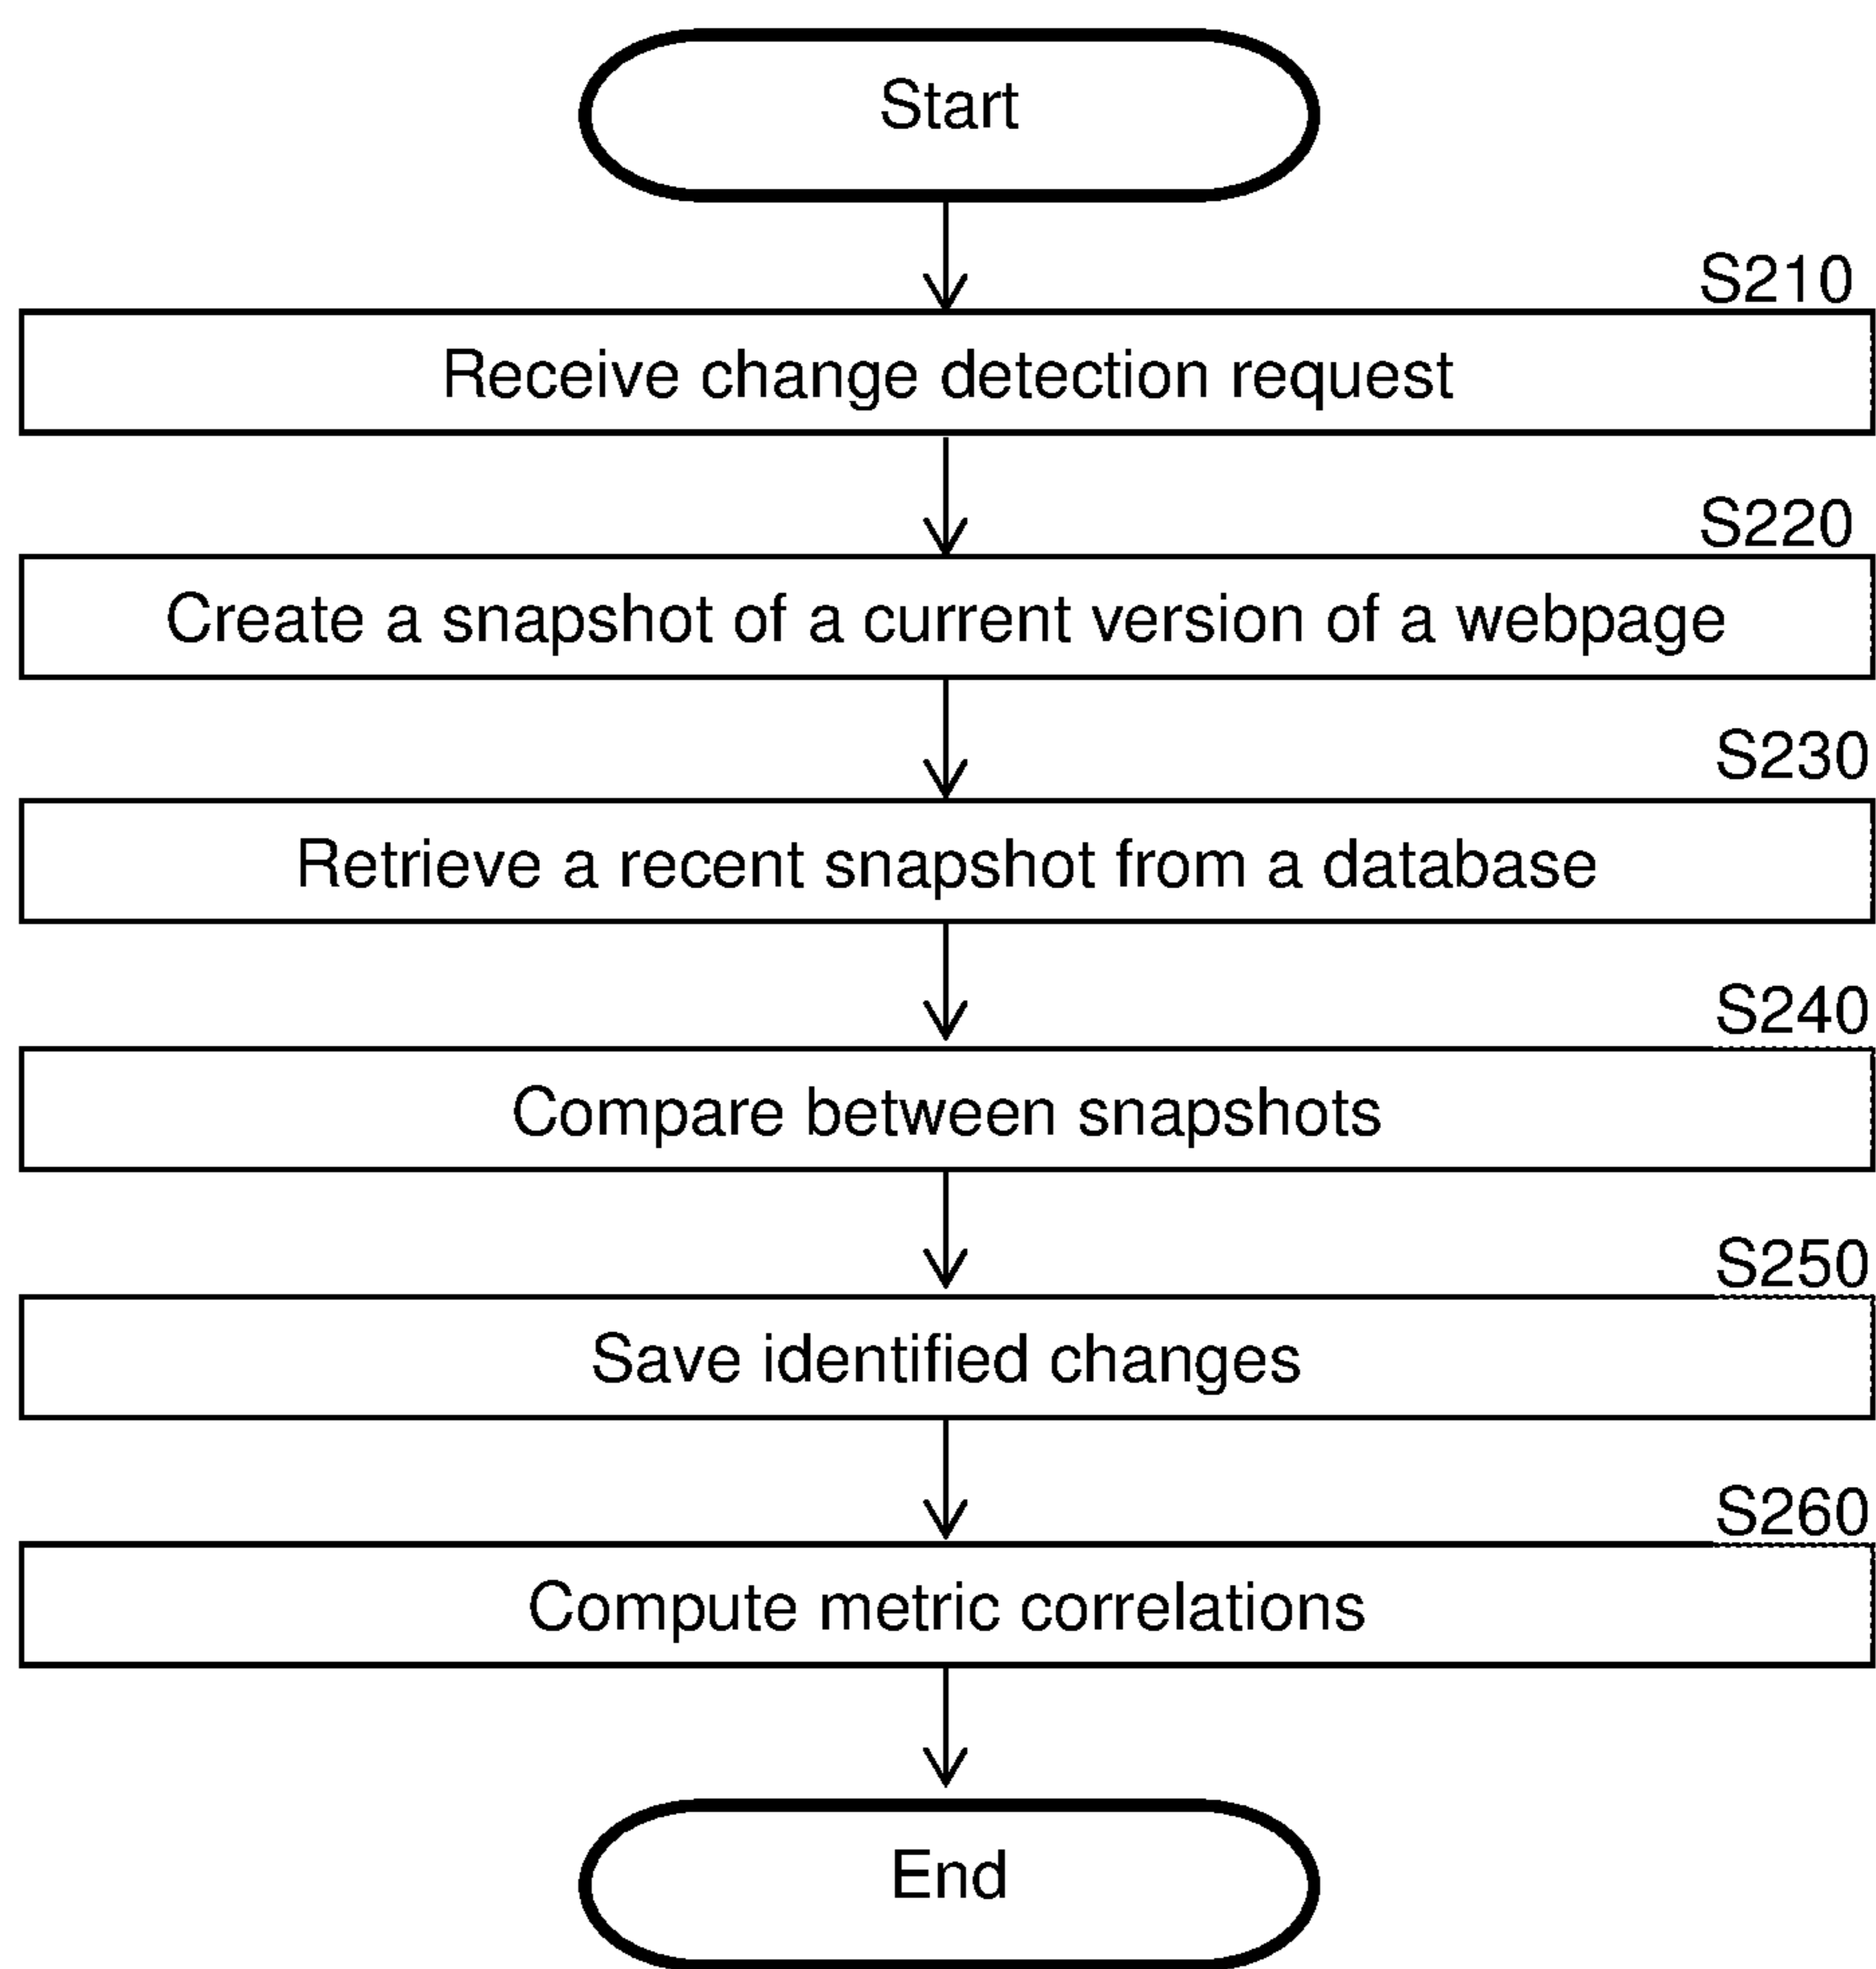 Start
S210
Receive change detection request
S220
Create a snapshot of a current version of a webpage
S230
Retrieve a recent snapshot from a database
S240
Compare between snapshots
S250
Save identified changes
S260
Compute metric correlations
End